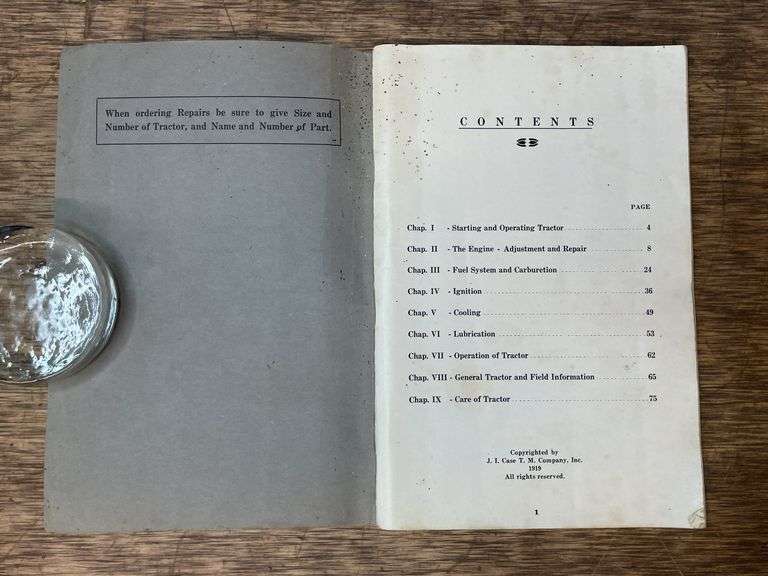 When ordering Repairs be sure to give Size and
Number of Tractor, and Name and Number of Part.
CONTENTS
PAGE
Chap. I - Starting and Operating Tractor 4
Chap. II - The Engine - Adjustment and Repair 8
Chap. III - Fuel System and Carburetion 24
Chap. IV - Ignition 36
Chap. V - Cooling 49
Chap. VI - Lubrication 53
Chap. VII - Operation of Tractor 62
Chap. VIII - General Tractor and Field Information 65
Chap. IX - Care of Tractor 75
Copyrighted by
J. I. Case T. M. Company, Inc.
1919
All rights reserved.
1